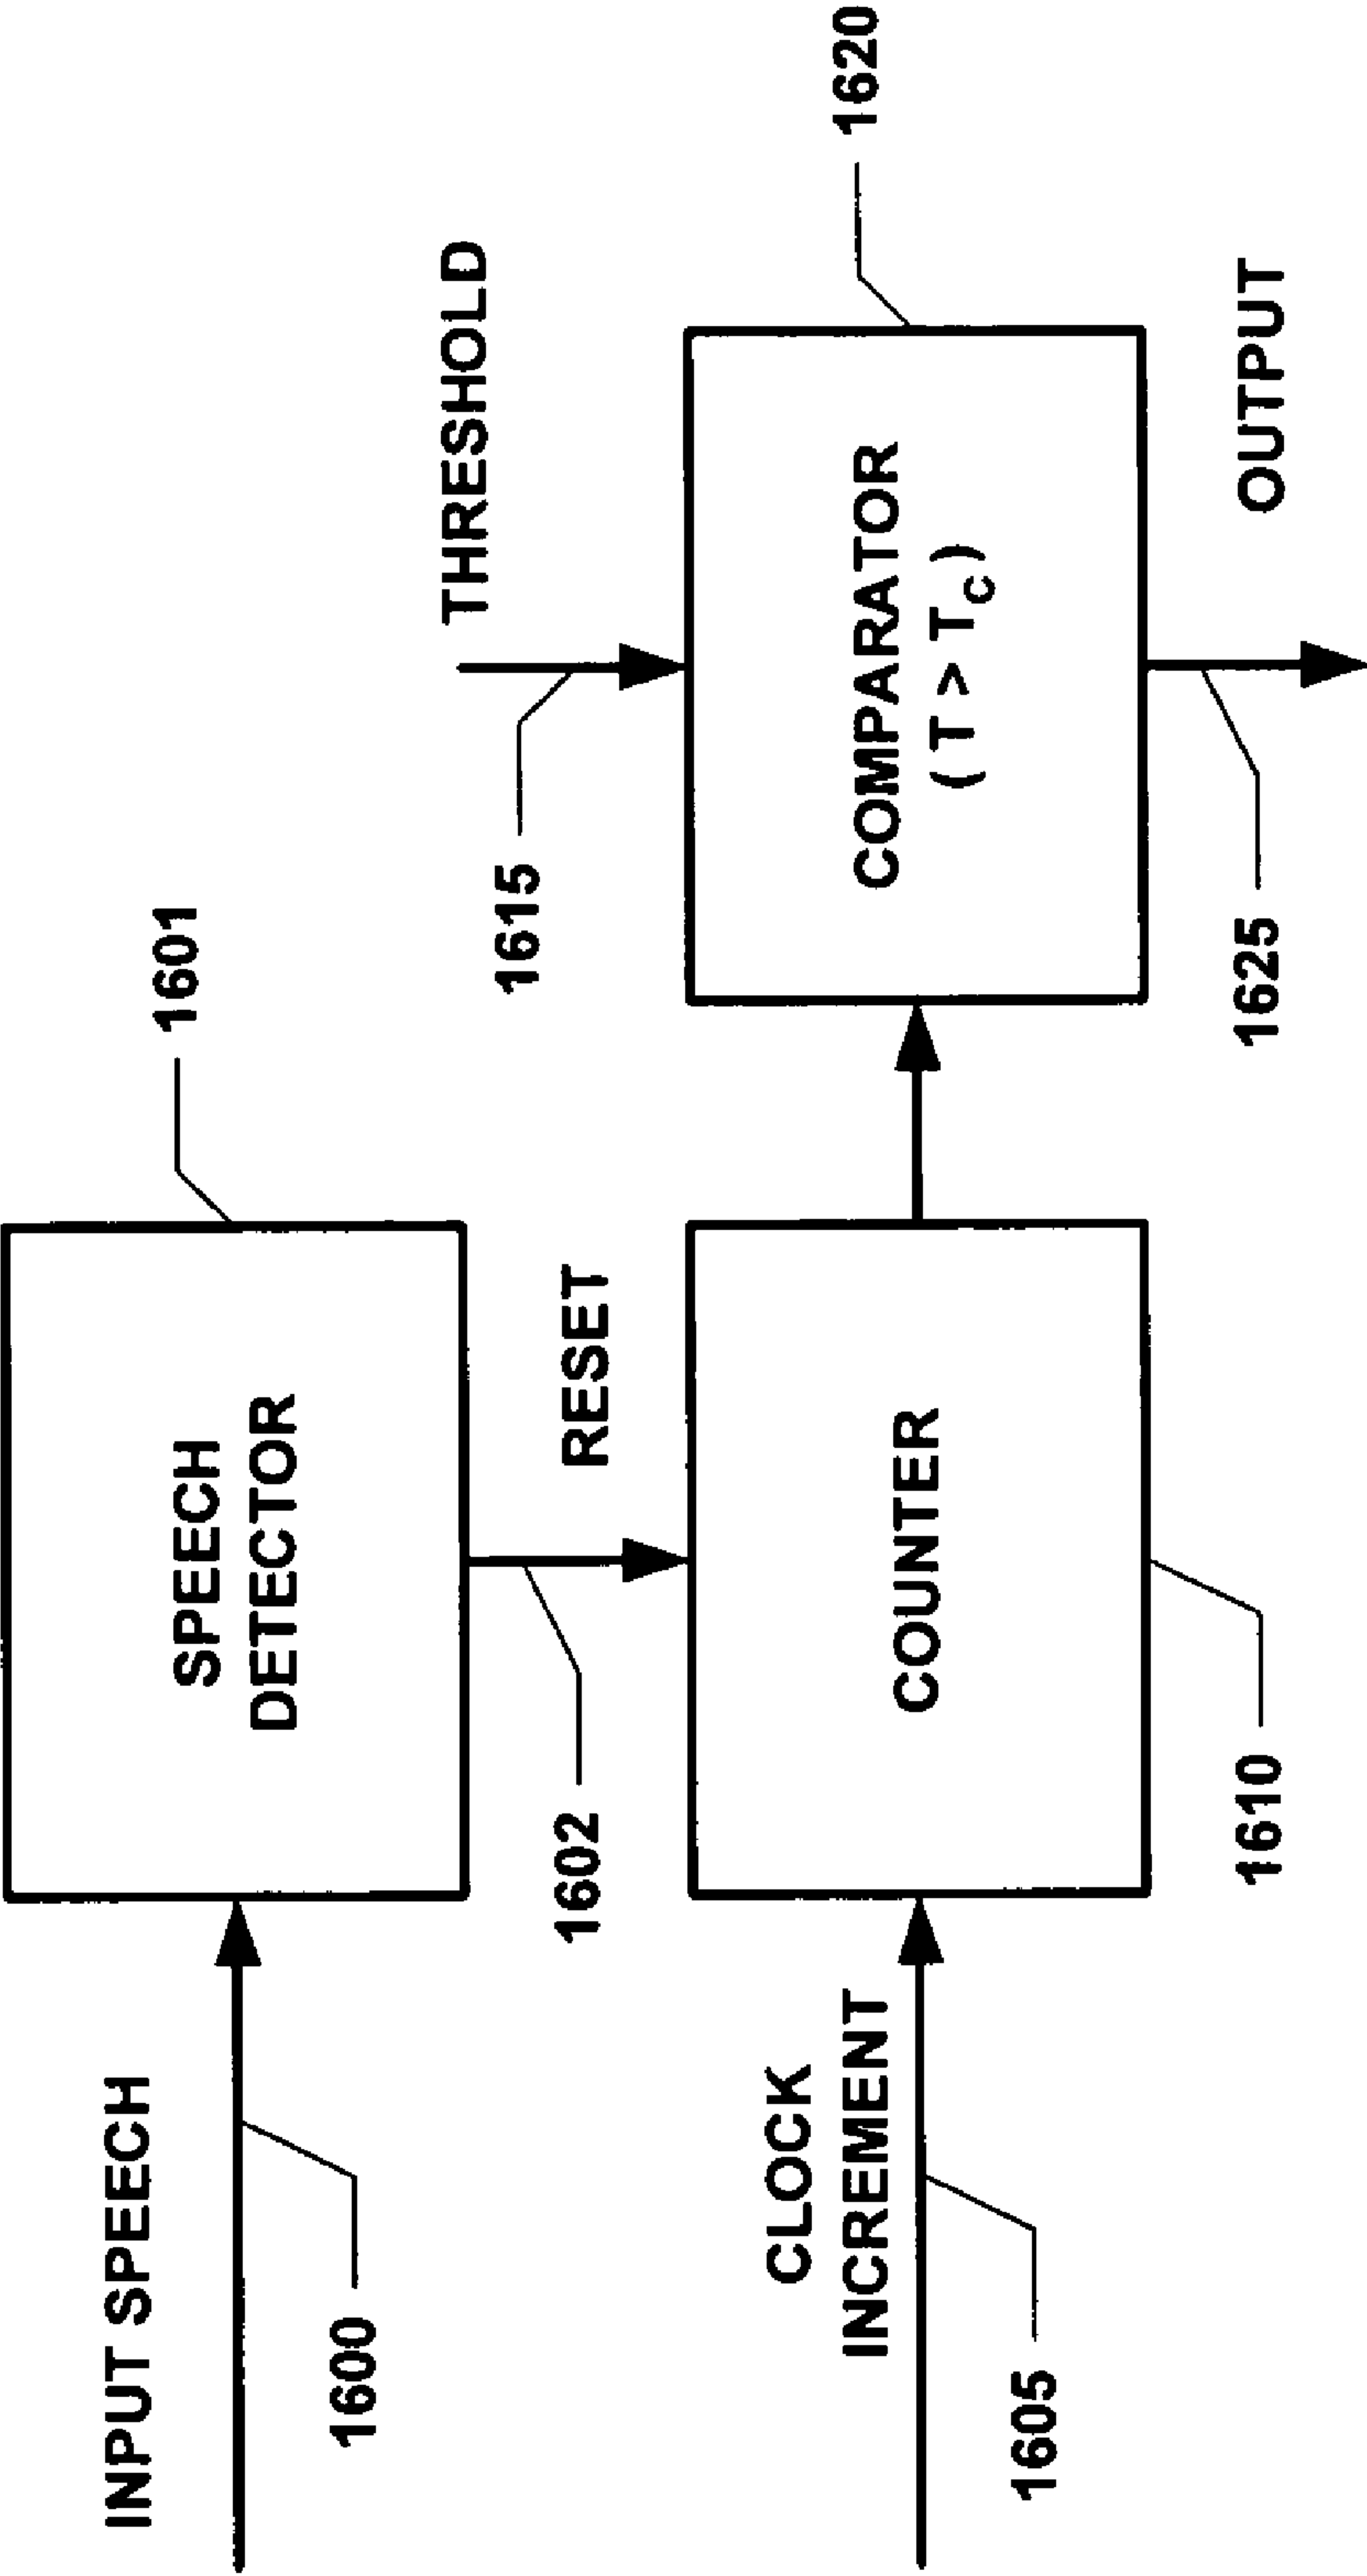 INPUT SPEECH
1600
SPEECH
DETECTOR
1601
1602
RESET
CLOCK
INCREMENT
1605
COUNTER
1610
THRESHOLD
1615
COMPARATOR
( T > Tc )
1620
1625
OUTPUT